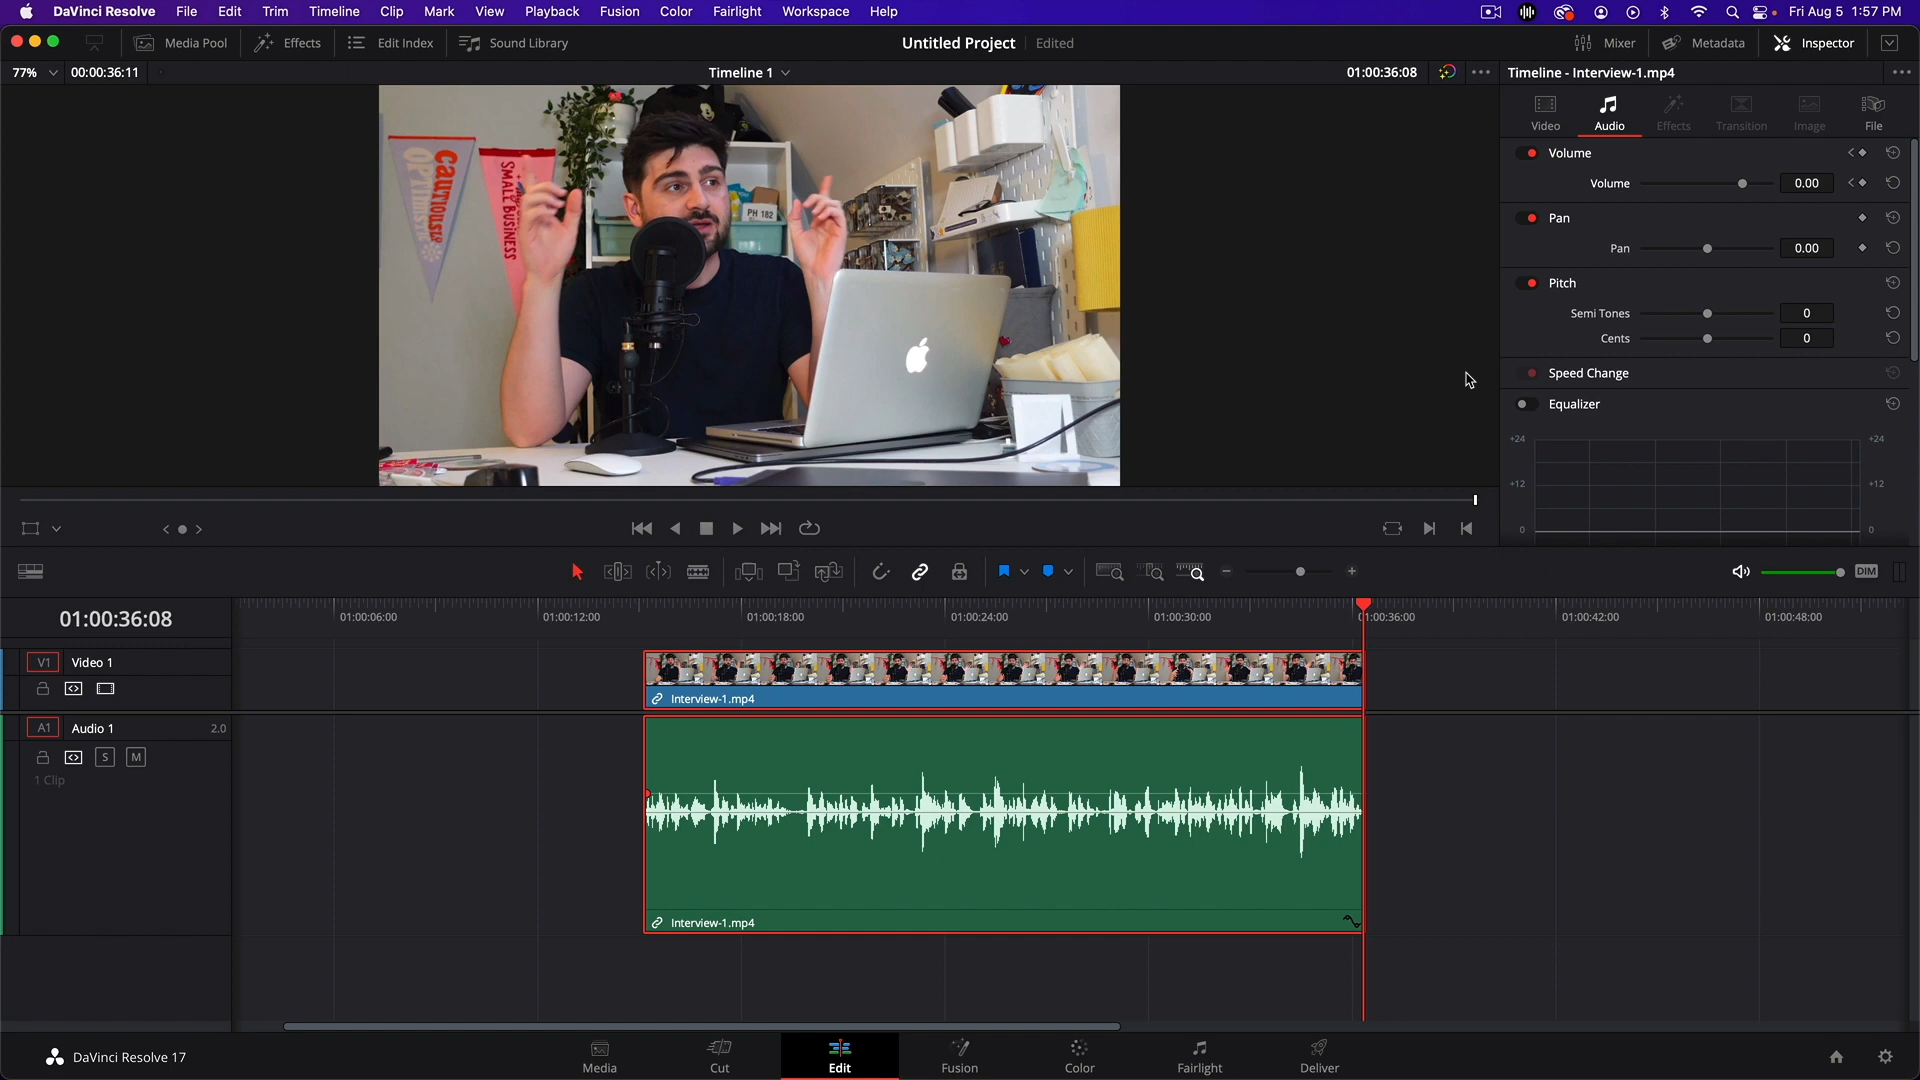 DaVinci Resolve File Edit Trim Timeline Clip Mark View Playback Fusion Color Fairlight Workspace Help Fri Aug 5 1:57 PM
Media Pool Effects Edit Index Sound Library Untitled Project Edited Mixer Metadata Inspector
77% 00:00:36:11 Timeline 1 01:00:36:08 Timeline - Interview-1.mp4
Video Audio Effects Transition Image File
Volume
Volume 0.00
Pan
Pan 0.00
Pitch
Semi Tones 0
Cents 0
Speed Change
Equalizer
+24 +24
+12 +12
0 0
CAUTIOUSLY
OPTIMISTIC
SMALL BUSINESS
PH 182
DIM
01:00:36:08
01:00:06:00 01:00:12:00 01:00:18:00 01:00:24:00 01:00:30:00 01:00:36:00 01:00:42:00 01:00:48:00
V1 Video 1
Interview-1.mp4
A1 Audio 1 2.0
S M
1 Clip
Interview-1.mp4
DaVinci Resolve 17
Media Cut Edit Fusion Color Fairlight Deliver